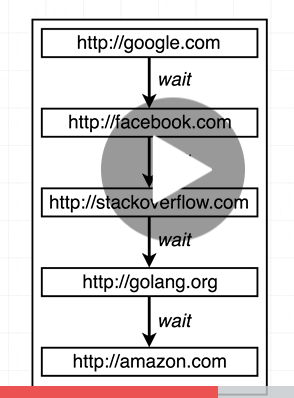 http://google.com
wait
http://facebook.com
http://stackoverflow.com
wait
http://golang.org
wait
http://amazon.com